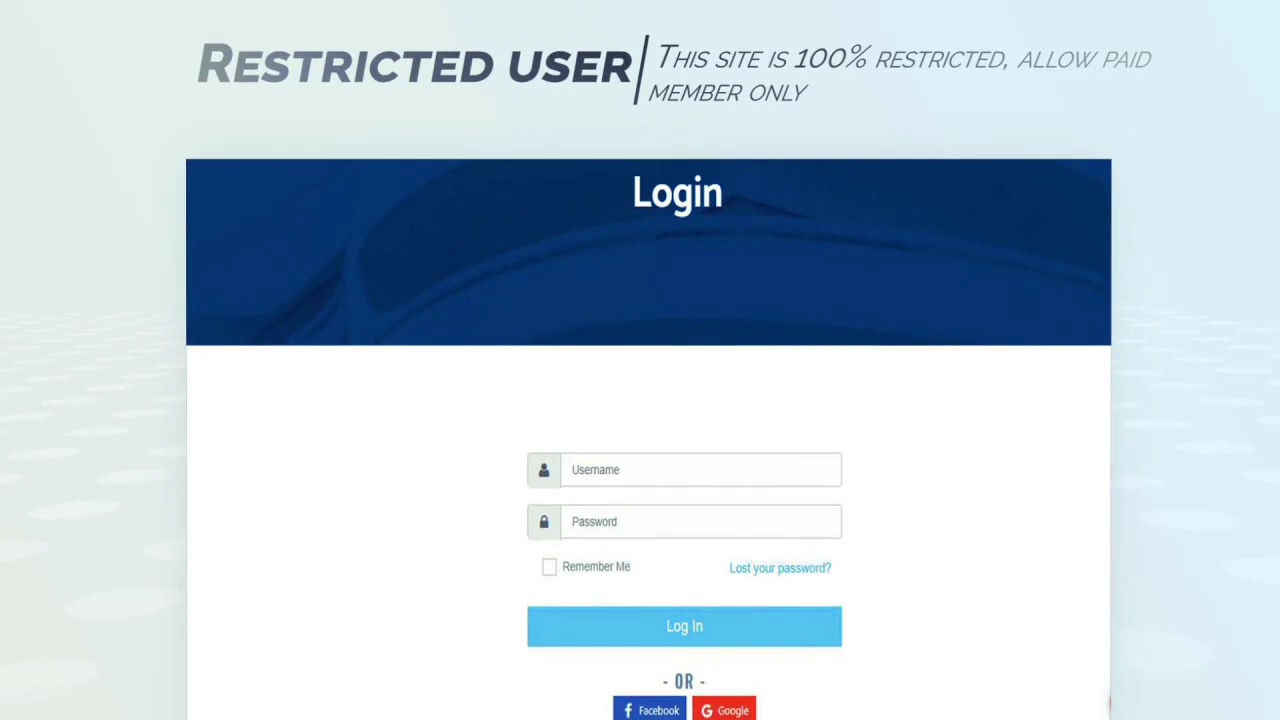 RESTRICTED USER
THIS SITE IS 100% RESTRICTED, ALLOW PAID
MEMBER ONLY
Login
Username
Password
Remember Me
Lost your password?
Log In
- OR -
Facebook
Google